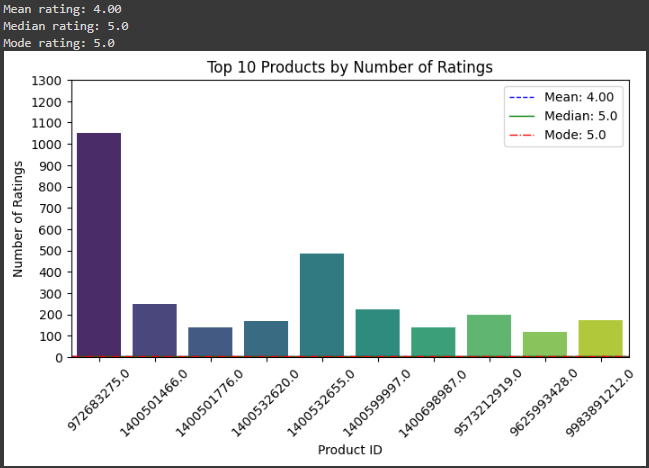 Mean rating: 4.00
Median rating: 5.0
Mode rating: 5.0
Top 10 Products by Number of Ratings
Mean: 4.00
Median: 5.0
Mode: 5.0
Number of Ratings
1300
1200
1100
1000
900
800
700
600
500
400
300
200
100
0
972683275.0
1400501466.0
1400501776.0
1400532620.0
1400532655.0
1400599997.0
1400698987.0
9573212919.0
9625993428.0
9983891212.0
Product ID